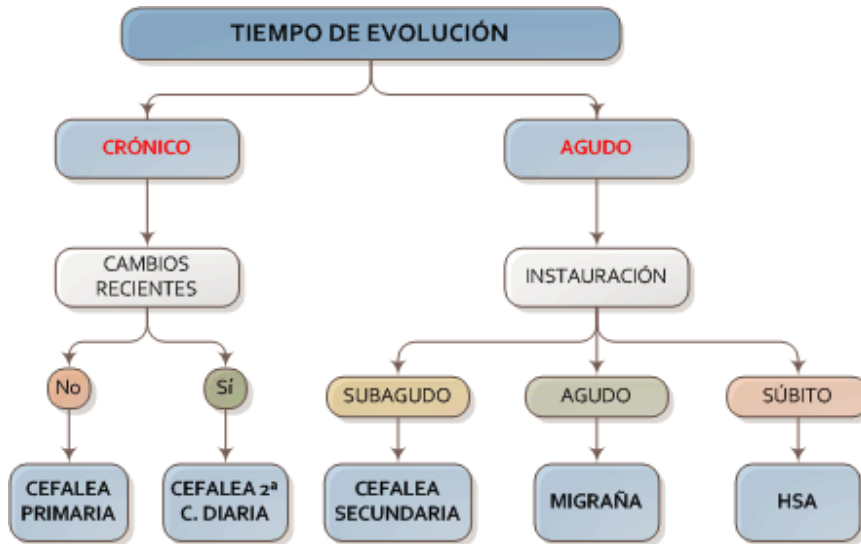 TIEMPO DE EVOLUCIÓN
CRÓNICO
AGUDO
CAMBIOS
RECIENTES
INSTAURACIÓN
No
Sí
SUBAGUDO
AGUDO
SÚBITO
CEFALEA
PRIMARIA
CEFALEA 2ª
C. DIARIA
CEFALEA
SECUNDARIA
MIGRAÑA
HSA